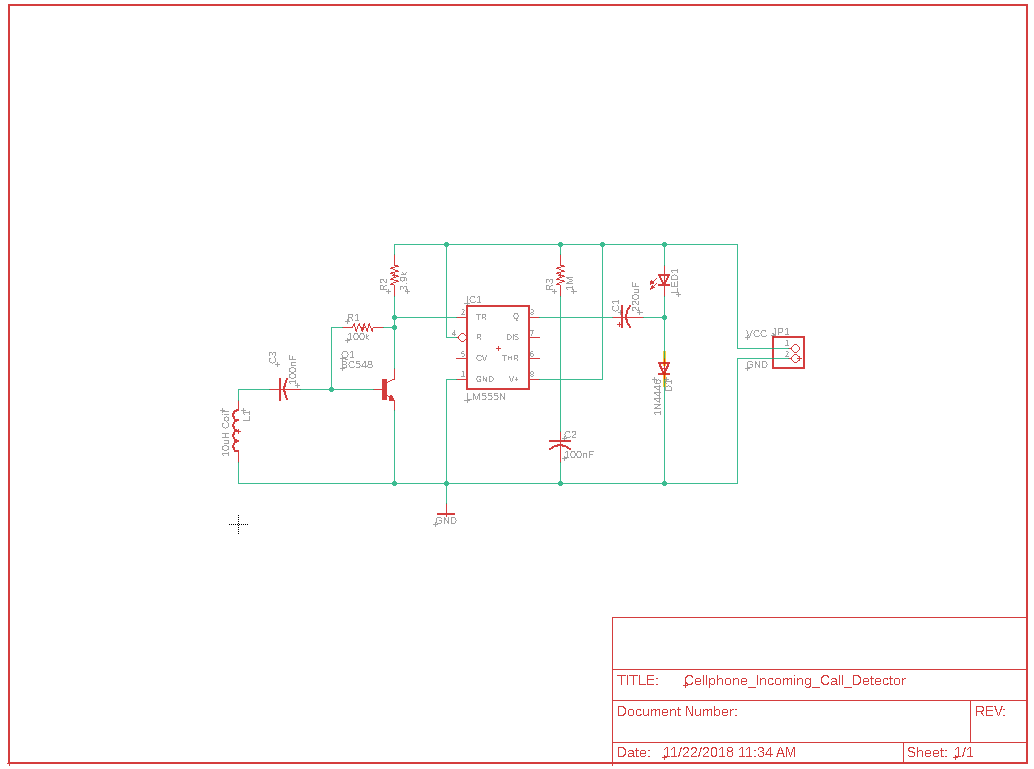 R2
3.9k
R3
1M
C1
220uF
LED1
IC1
2
TR
Q
3
4
R
DIS
7
5
CV
THR
6
1
GND
V+
8
LM555N
R1
100k
Q1
BC548
C3
100nF
10uH Coil
L1
C2
100nF
1N4446
D1
VCC
JP1
1
2
GND
GND
TITLE: Cellphone_Incoming_Call_Detector
Document Number:
REV:
Date: 11/22/2018 11:34 AM
Sheet: 1/1